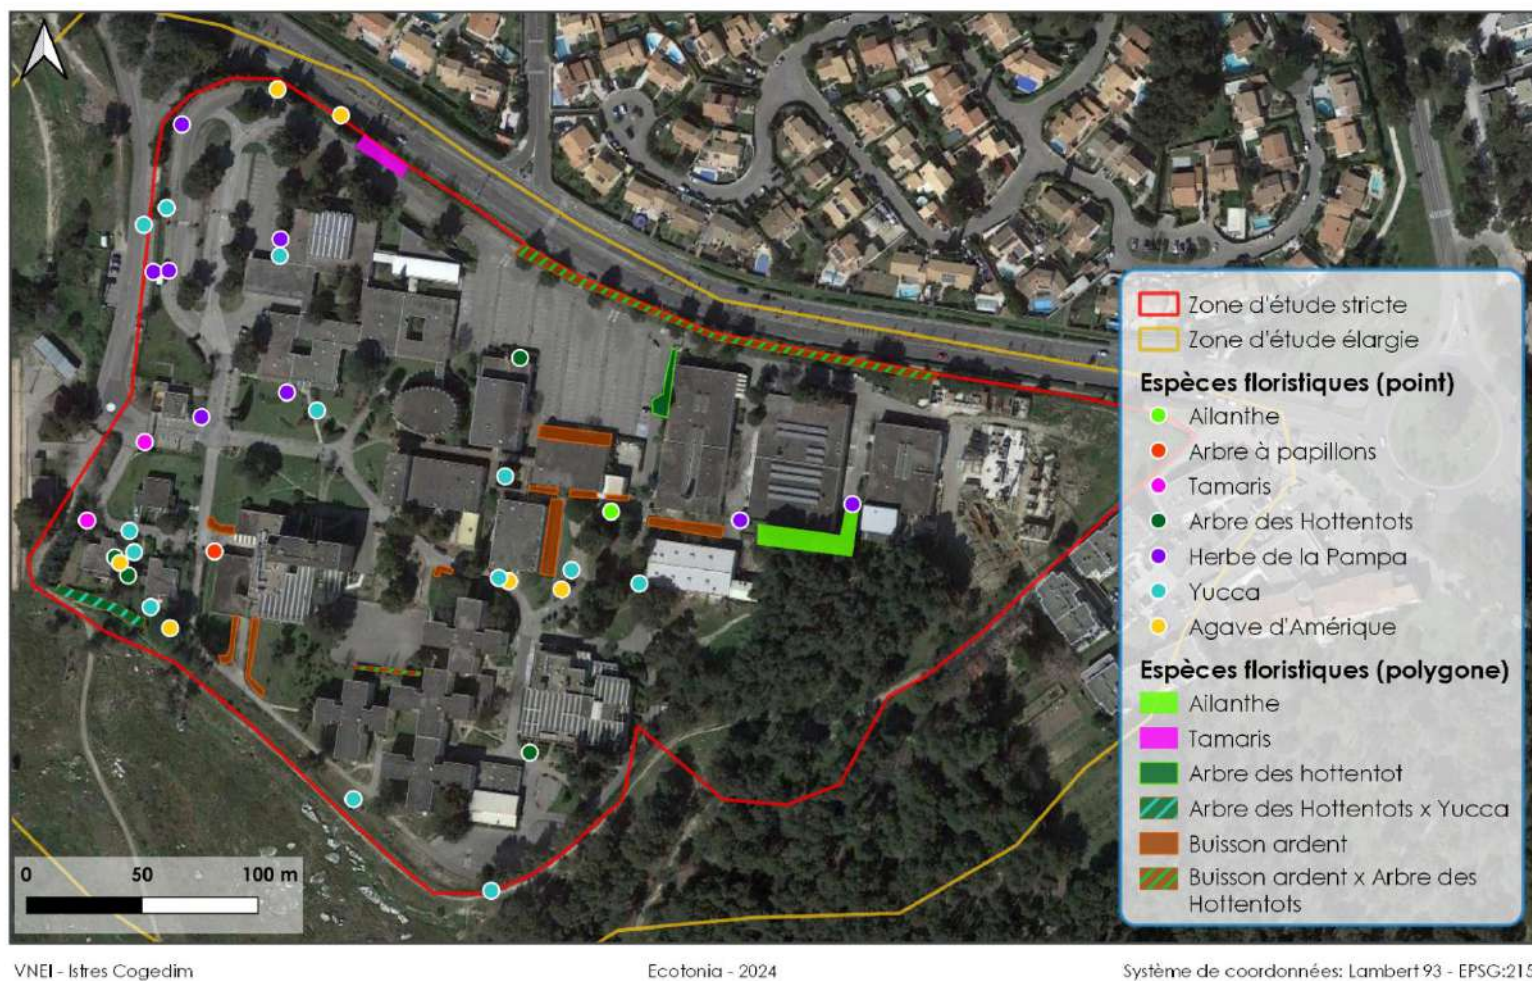 Zone d'étude stricte
Zone d'étude élargie
Espèces floristiques (point)
Ailanthe
Arbre à papillons
Tamaris
Arbre des Hottentots
Herbe de la Pampa
Yucca
Agave d'Amérique
Espèces floristiques (polygone)
Ailanthe
Tamaris
Arbre des hottentot
Arbre des Hottentots x Yucca
Buisson ardent
Buisson ardent x Arbre des
Hottentots
0 50 100 m
VNEI - Istres Cogedim Ecotonia - 2024 Système de coordonnées: Lambert 93 - EPSG:215